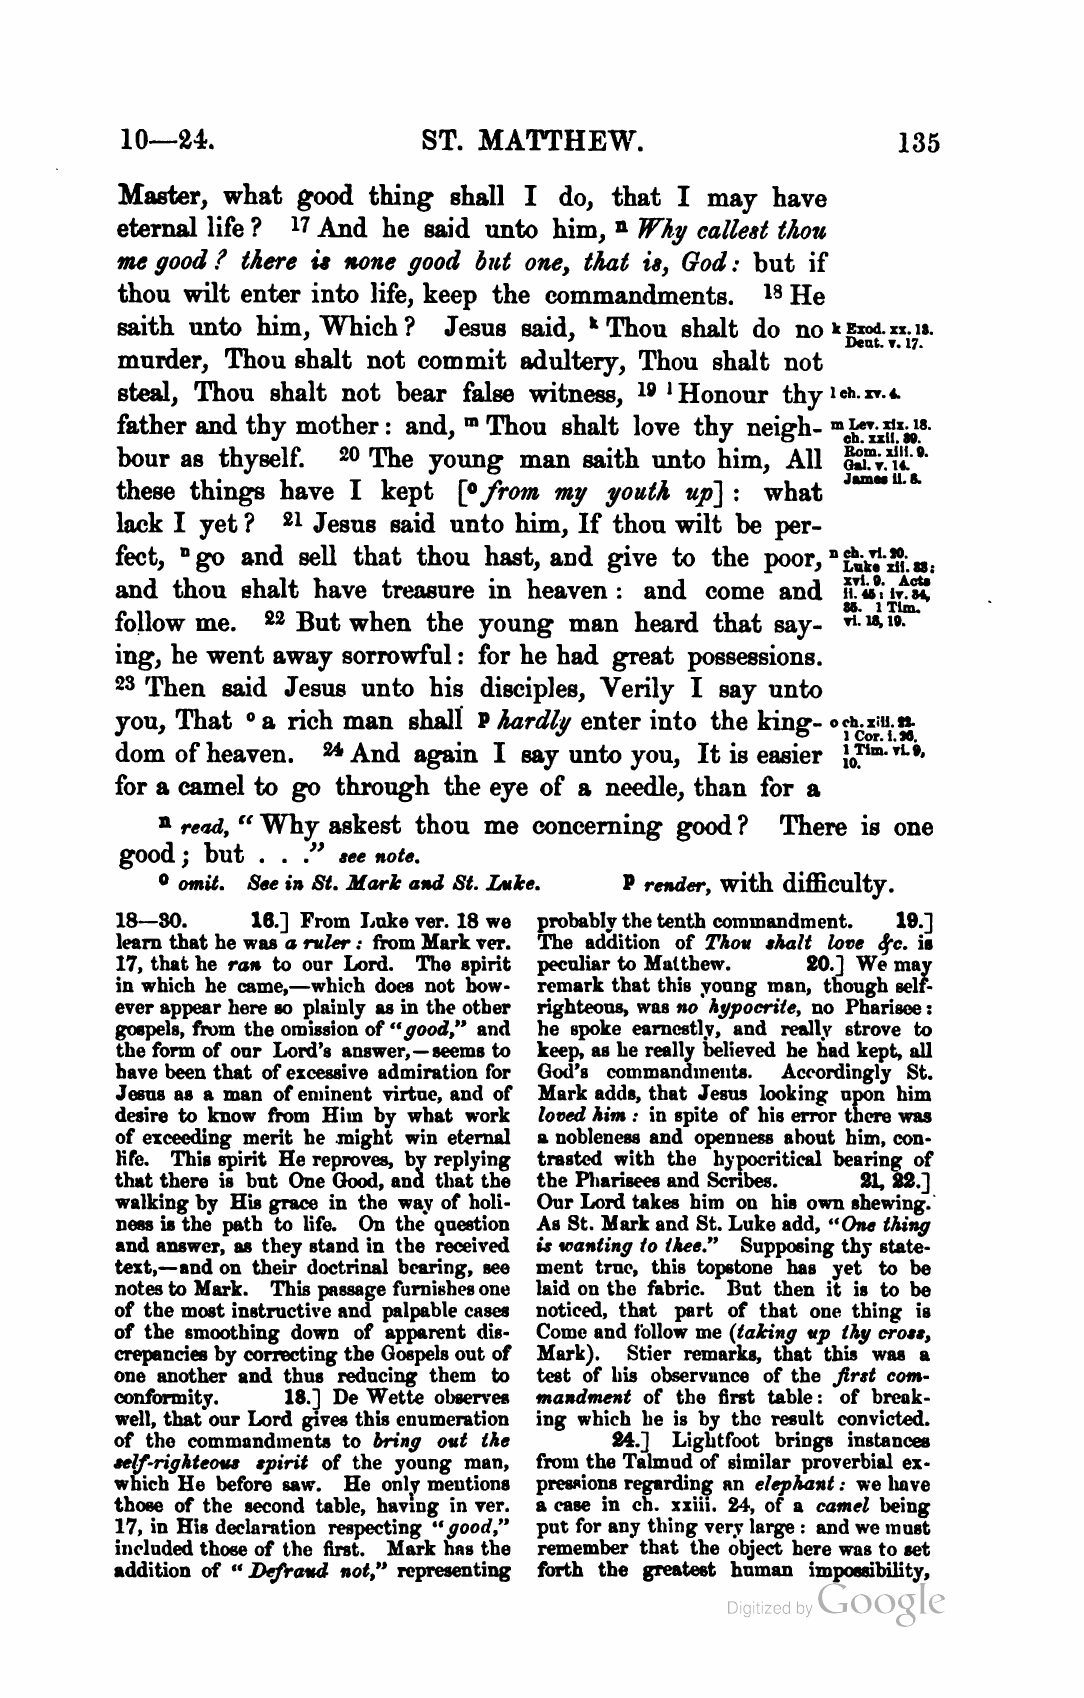 10—24. ST. MATTHEW. 135
Master, what good thing shall I do, that I may have
eternal life ? 17 And he said unto him, n Why callest thou
me good ? there is none good but one, that is, God: but if
thou wilt enter into life, keep the commandments. 18 He
saith unto him, Which ? Jesus said, k Thou shalt do no
murder, Thou shalt not commit adultery, Thou shalt not
steal, Thou shalt not bear false witness, 19 l Honour thy
father and thy mother : and, m Thou shalt love thy neigh-
bour as thyself. 20 The young man saith unto him, All
these things have I kept [o from my youth up] : what
lack I yet ? 21 Jesus said unto him, If thou wilt be per-
fect, n go and sell that thou hast, and give to the poor,
and thou shalt have treasure in heaven : and come and
follow me. 22 But when the young man heard that say-
ing, he went away sorrowful : for he had great possessions.
23 Then said Jesus unto his disciples, Verily I say unto
you, That o a rich man shall p hardly enter into the king-
dom of heaven. 24 And again I say unto you, It is easier
for a camel to go through the eye of a needle, than for a
k Exod. xx. 13.
Deut. v. 17.
l ch. xv. 4.
m Lev. xix. 18.
ch. xxii. 39.
Rom. xiii. 9.
Gal. v. 14.
James ii. 8.
n ch. vi. 20.
Luke xii. 33;
xvi. 9. Acts
ii. 45; iv. 34,
35. 1 Tim.
vi. 18, 19.
o ch. xiii. 22.
1 Cor. i. 26.
1 Tim. vi. 9,
10.
n read, “ Why askest thou me concerning good ? There is one
good ; but . . .” see note.
o omit. See in St. Mark and St. Luke. p render, with difficulty.
18—30. 16.] From Luke ver. 18 we
learn that he was a ruler : from Mark ver.
17, that he ran to our Lord. The spirit
in which he came,—which does not how-
ever appear here so plainly as in the other
gospels, from the omission of “good,” and
the form of our Lord's answer,—seems to
have been that of excessive admiration for
Jesus as a man of eminent virtue, and of
desire to know from Him by what work
of exceeding merit he might win eternal
life. This spirit He reproves, by replying
that there is but One Good, and that the
walking by His grace in the way of holi-
ness is the path to life. On the question
and answer, as they stand in the received
text,—and on their doctrinal bearing, see
notes to Mark. This passage furnishes one
of the most instructive and palpable cases
of the smoothing down of apparent dis-
crepancies by correcting the Gospels out of
one another and thus reducing them to
conformity. 18.] De Wette observes
well, that our Lord gives this enumeration
of the commandments to bring out the
self-righteous spirit of the young man,
which He before saw. He only mentions
those of the second table, having in ver.
17, in His declaration respecting “good,”
included those of the first. Mark has the
addition of “ Defraud not,” representing
probably the tenth commandment. 19.]
The addition of Thou shalt love &c. is
peculiar to Matthew. 20.] We may
remark that this young man, though self-
righteous, was no hypocrite, no Pharisee :
he spoke earnestly, and really strove to
keep, as he really believed he had kept, all
God's commandments. Accordingly St.
Mark adds, that Jesus looking upon him
loved him : in spite of his error there was
a nobleness and openness about him, con-
trasted with the hypocritical bearing of
the Pharisees and Scribes. 21, 22.]
Our Lord takes him on his own shewing.
As St. Mark and St. Luke add, “One thing
is wanting to thee.” Supposing thy state-
ment true, this topstone has yet to be
laid on the fabric. But then it is to be
noticed, that part of that one thing is
Come and follow me (taking up thy cross,
Mark). Stier remarks, that this was a
test of his observance of the first com-
mandment of the first table : of break-
ing which he is by the result convicted.
24.] Lightfoot brings instances
from the Talmud of similar proverbial ex-
pressions regarding an elephant : we have
a case in ch. xxiii. 24, of a camel being
put for any thing very large : and we must
remember that the object here was to set
forth the greatest human impossibility,
Digitized by Google